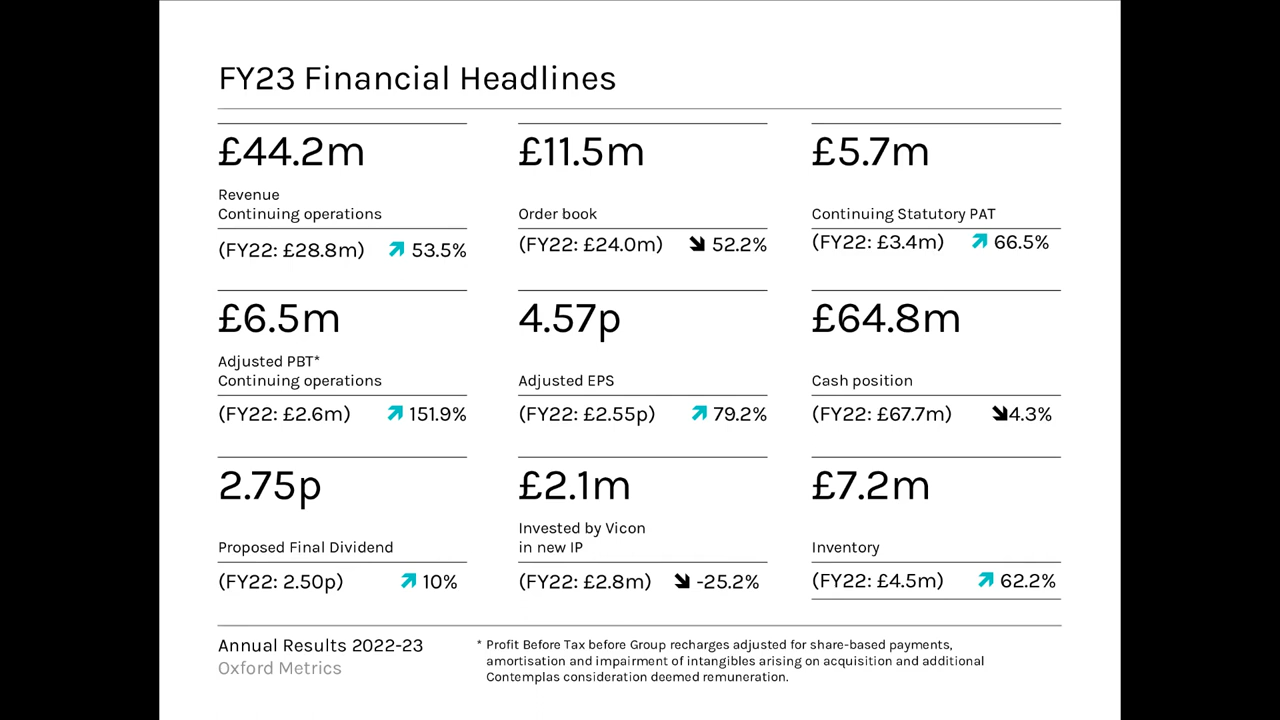 FY23 Financial Headlines
£44.2m
Revenue
Continuing operations
(FY22: £28.8m) 53.5%
£11.5m
Order book
(FY22: £24.0m) 52.2%
£5.7m
Continuing Statutory PAT
(FY22: £3.4m) 66.5%
£6.5m
Adjusted PBT*
Continuing operations
(FY22: £2.6m) 151.9%
4.57p
Adjusted EPS
(FY22: £2.55p) 79.2%
£64.8m
Cash position
(FY22: £67.7m) 4.3%
2.75p
Proposed Final Dividend
(FY22: 2.50p) 10%
£2.1m
Invested by Vicon
in new IP
(FY22: £2.8m) -25.2%
£7.2m
Inventory
(FY22: £4.5m) 62.2%
Annual Results 2022-23
Oxford Metrics
* Profit Before Tax before Group recharges adjusted for share-based payments,
amortisation and impairment of intangibles arising on acquisition and additional
Contemplas consideration deemed remuneration.